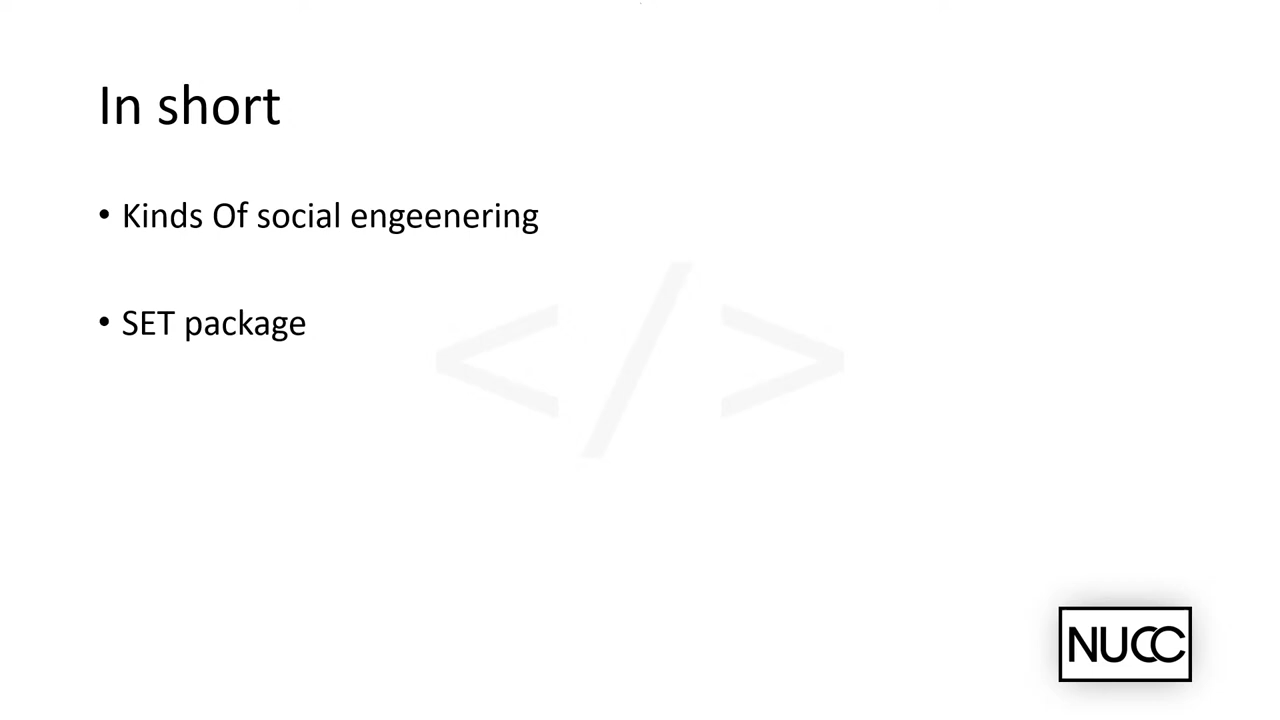 In short
• Kinds Of social engeenering
• SET package
</>
NUCC